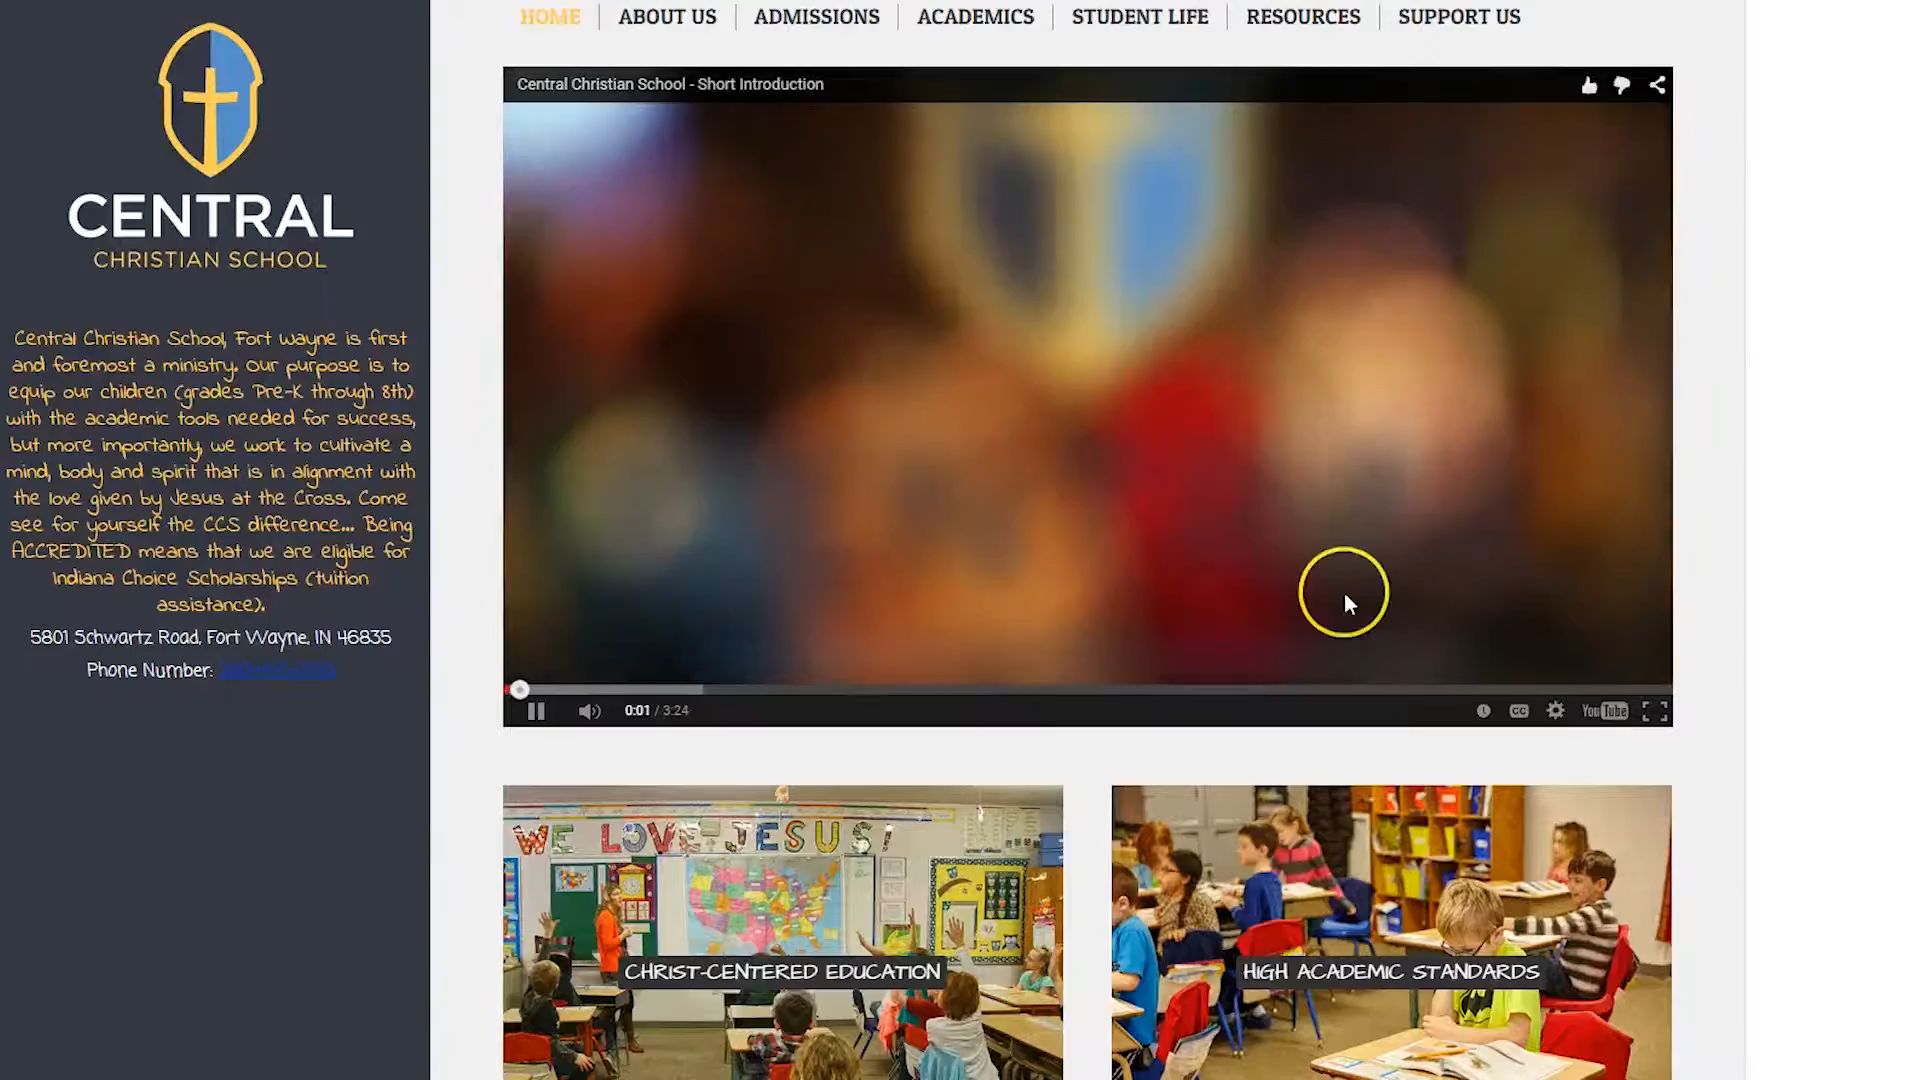 HOME
ABOUT US
ADMISSIONS
ACADEMICS
STUDENT LIFE
RESOURCES
SUPPORT US
CENTRAL
CHRISTIAN SCHOOL
Central Christian School, Fort Wayne is first
and foremost a ministry. Our purpose is to
equip our children (grades Pre-K through 8th)
with the academic tools needed for success,
but more importantly, we work to cultivate a
mind, body and spirit that is in alignment with
the love given by Jesus at the Cross. Come
see for yourself the CCS difference... Being
ACCREDITED means that we are eligible for
Indiana Choice Scholarships (tuition
assistance).
5801 Schwartz Road, Fort Wayne, IN 46835
Phone Number:
Central Christian School - Short Introduction
0:01 / 3:24
CC
YouTube
WE LOVE JESUS!
CHRIST-CENTERED EDUCATION
HIGH ACADEMIC STANDARDS